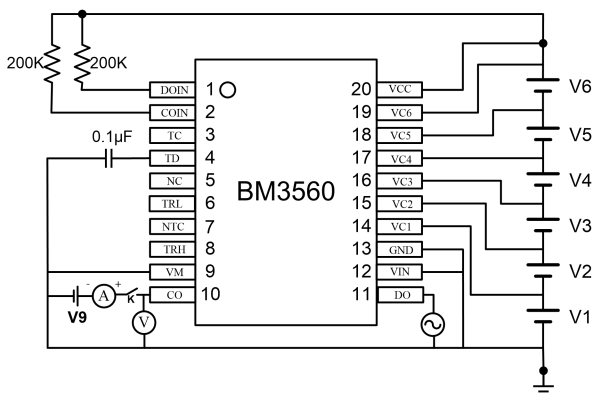 200K
200K
0.1μF
BM3560
DOIN 1
COIN 2
TC 3
TD 4
NC 5
TRL 6
NTC 7
TRH 8
VM 9
CO 10
20 VCC
19 VC6
18 VC5
17 VC4
16 VC3
15 VC2
14 VC1
13 GND
12 VIN
11 DO
V6
V5
V4
V3
V2
V1
- A +
K
V9
V